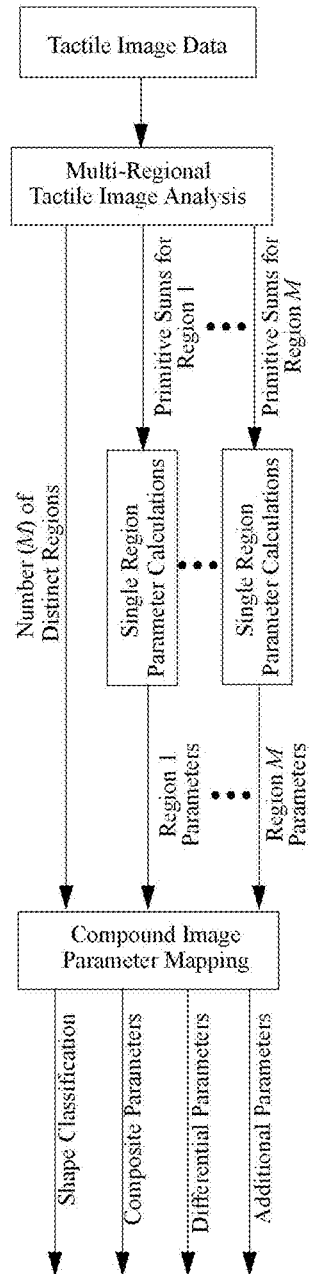 Tactile Image Data
Multi-Regional
Tactile Image Analysis
Number (M) of
Distinct Regions
Primitive Sums for
Region 1
Primitive Sums for
Region M
Single Region
Parameter Calculations
Single Region
Parameter Calculations
Region 1
Parameters
Region M
Parameters
Compound Image
Parameter Mapping
Shape Classification
Composite Parameters
Differential Parameters
Additional Parameters